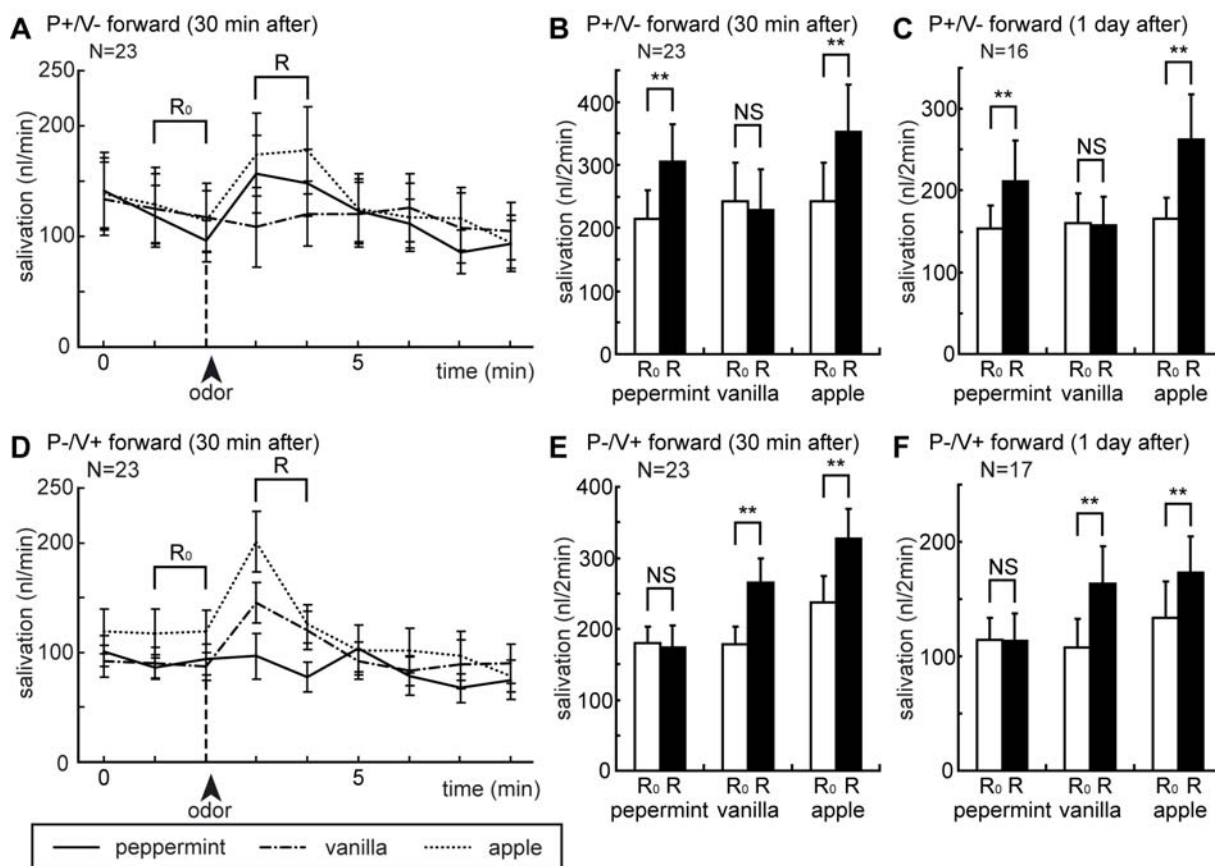 A P+/V- forward (30 min after)
N=23
250
200
150
100
0
salivation (nl/min)
R₀
R
0
5
time (min)
odor
B P+/V- forward (30 min after)
N=23
400
300
200
100
0
salivation (nl/2min)
**
NS
**
R₀ R R₀ R R₀ R
pepermint vanilla apple
C P+/V- forward (1 day after)
N=16
300
200
100
0
salivation (nl/2min)
**
NS
**
R₀ R R₀ R R₀ R
pepermint vanilla apple
D P-/V+ forward (30 min after)
N=23
250
200
150
100
0
salivation (nl/min)
R₀
R
0
5
time (min)
odor
E P-/V+ forward (30 min after)
N=23
400
300
200
100
0
salivation (nl/2min)
NS
**
**
R₀ R R₀ R R₀ R
pepermint vanilla apple
F P-/V+ forward (1 day after)
N=17
200
100
0
salivation (nl/2min)
NS
**
**
R₀ R R₀ R R₀ R
pepermint vanilla apple
peppermint vanilla apple